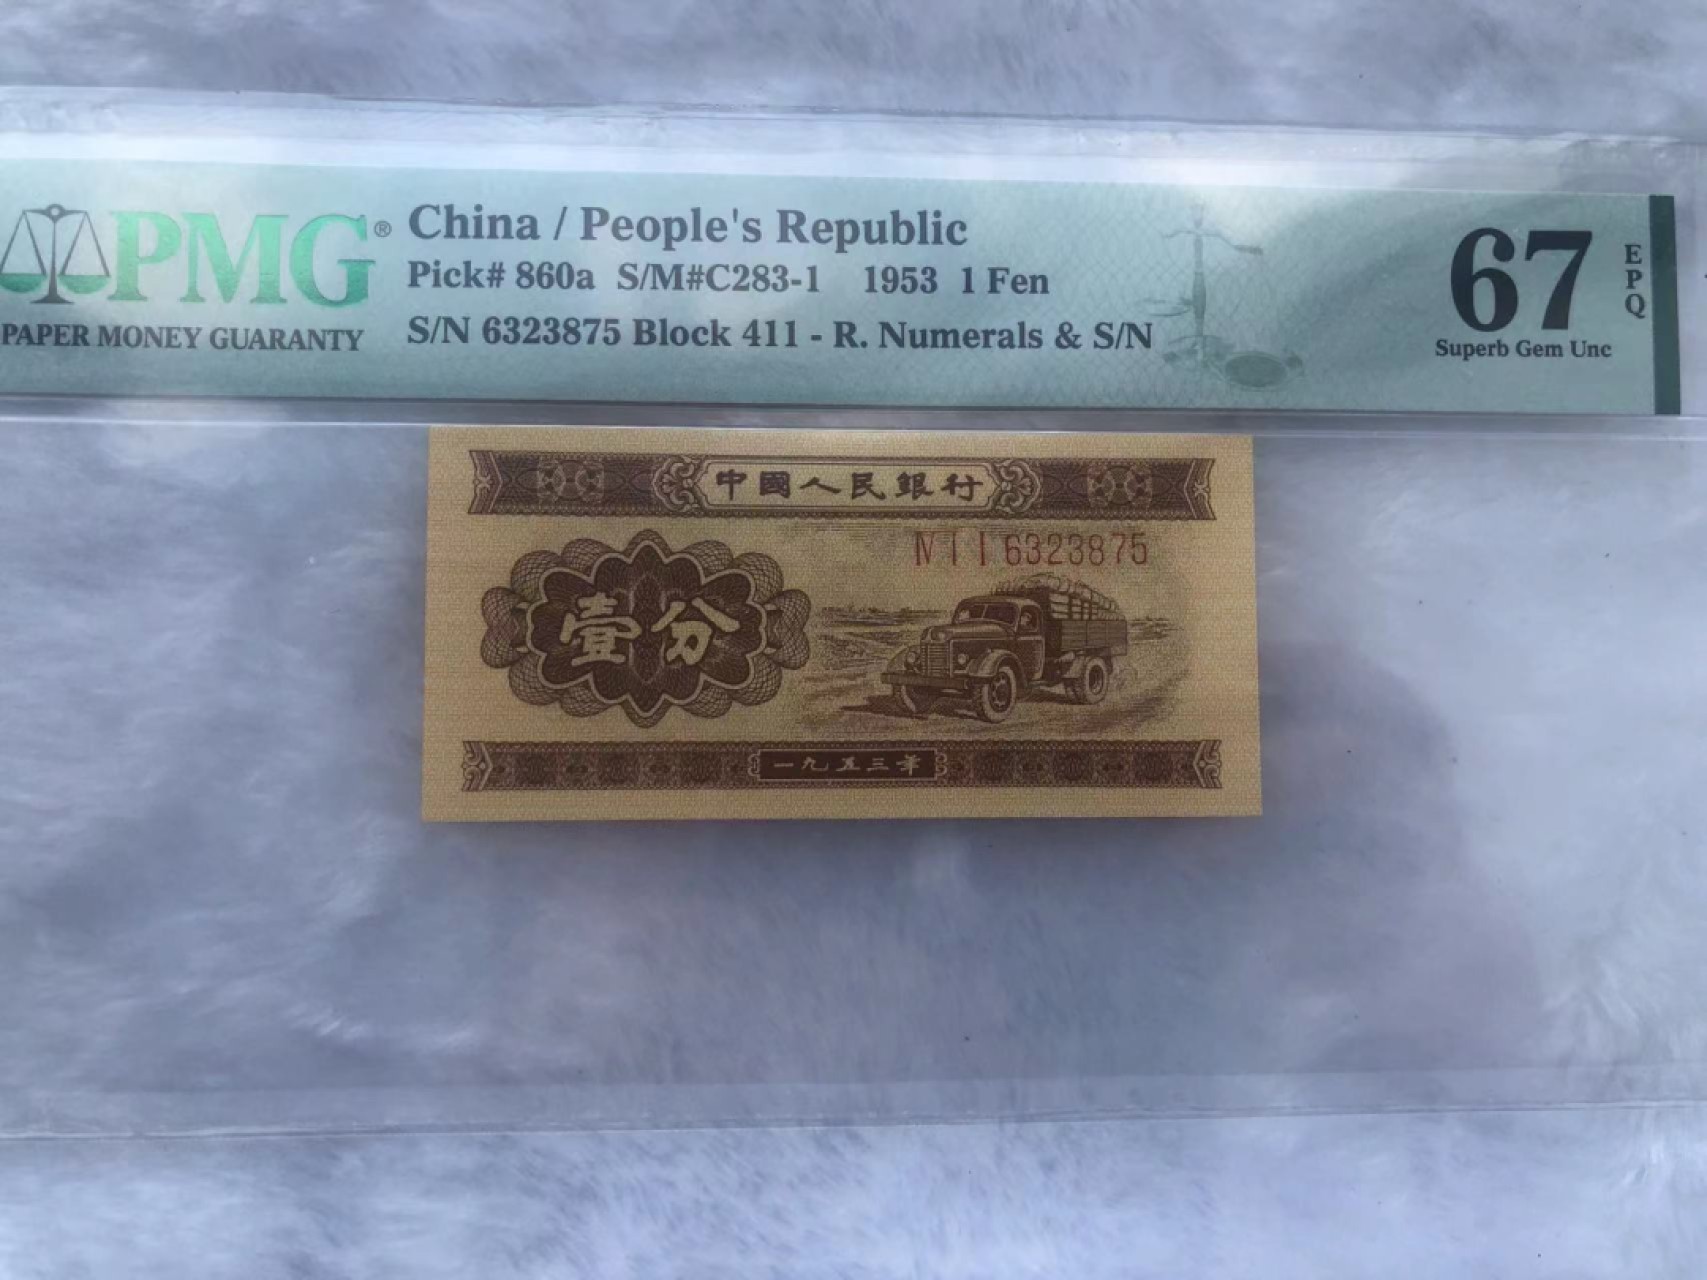 PMG®
PAPER MONEY GUARANTY
China / People's Republic
Pick# 860a S/M#C283-1 1953 1 Fen
S/N 6323875 Block 411 - R. Numerals & S/N
67
EPQ
Superb Gem Unc
中國人民銀行
Ⅳ Ⅰ Ⅰ 6323875
壹分
一九五三年